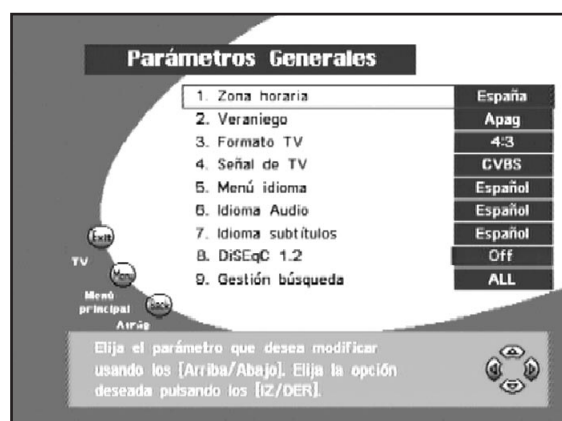 Parámetros Generales
1. Zona horaria España
2. Veraniego Apag
3. Formato TV 4:3
4. Señal de TV CVBS
5. Menú idioma Español
6. Idioma Audio Español
7. Idioma subtítulos Español
8. DiSEqC 1.2 Off
9. Gestión búsqueda ALL
Exit
TV
Menu
Menú
principal
Back
Atrás
Elija el parámetro que desea modificar
usando los [Arriba/Abajo]. Elija la opción
deseada pulsando los [IZ/DER].